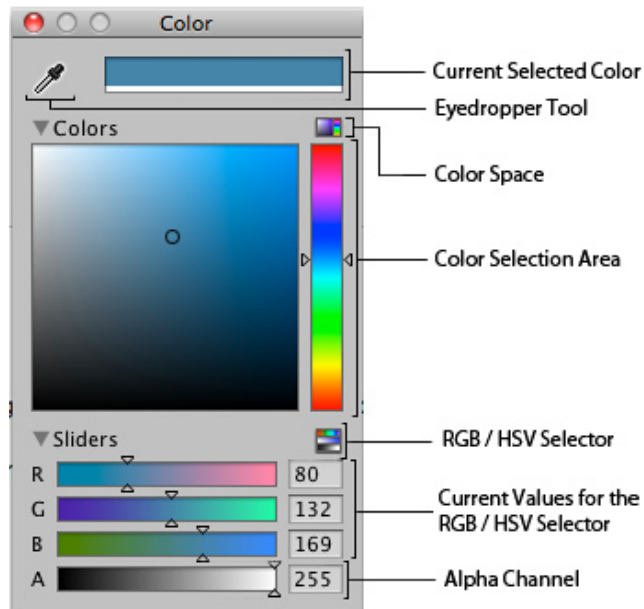 Color
Current Selected Color
Eyedropper Tool
Colors
Color Space
Color Selection Area
Sliders
RGB / HSV Selector
R 80
G 132
B 169
Current Values for the
RGB / HSV Selector
A 255
Alpha Channel